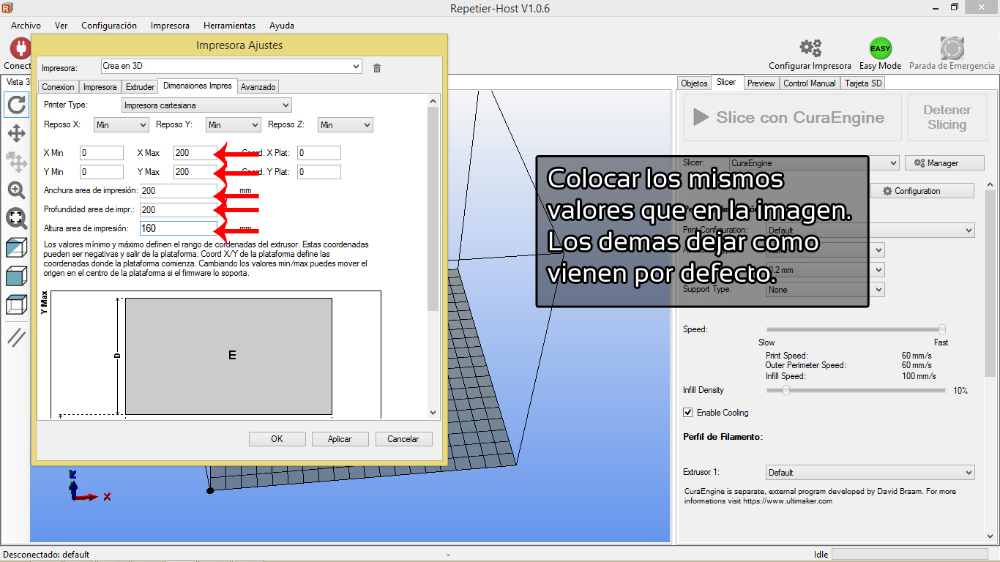 Repetier-Host V1.0.6
Archivo Ver Configuración Impresora Herramientas Ayuda
Conect
Configurar Impresora
EASY
Easy Mode
Parada de Emergencia
Vista 3
Impresora Ajustes
Impresora: Crea en 3D
Conexion Impresora Extruder Dimensiones Impres Avanzado
Printer Type: Impresora cartesiana
Reposo X: Min Reposo Y: Min Reposo Z: Min
X Min 0 X Max 200 Coord. X Plat: 0
Y Min 0 Y Max 200 Coord. Y Plat: 0
Anchura area de impresión: 200 mm
Profundidad area de impr.: 200
Altura area de impresión: 160 mm
Los valores mínimo y máximo definen el rango de cordenadas del extrusor. Estas coordenadas
pueden ser negativas y salir de la plataforma. Coord X/Y de la plataforma define las
coordenadas donde la plataforma comienza. Cambiando los valores min/max puedes mover el
origen en el centro de la plataforma si el firmware lo soporta.
Y Max
D
E
OK Aplicar Cancelar
Z
X
Colocar los mismos
valores que en la imagen.
Los demas dejar como
vienen por defecto.
Objetos Slicer Preview Control Manual Tarjeta SD
Slice con CuraEngine
Detener
Slicing
Slicer: CuraEngine Manager
Configuration
Print Configuration: Default
0.2 mm
Support Type: None
Speed:
Slow Fast
Print Speed: 60 mm/s
Outer Perimeter Speed: 60 mm/s
Infill Speed: 100 mm/s
Infill Density 10%
Enable Cooling
Perfil de Filamento:
Extrusor 1: Default
CuraEngine is separate, external program developed by David Braam. For more
informations visit https://www.ultimaker.com
Desconectado: default - Idle